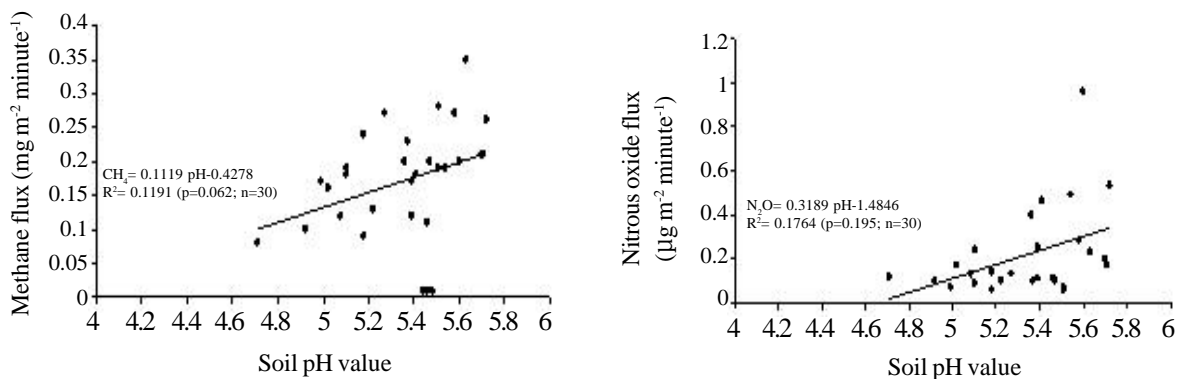 Methane flux (mg m⁻² minute⁻¹)
0.4
0.35
0.3
0.25
0.2
0.15
0.1
0.05
0
CH₄= 0.1119 pH-0.4278
R²= 0.1191 (p=0.062; n=30)
4 4.2 4.4 4.6 4.8 5 5.2 5.4 5.6 5.8 6
Soil pH value
Nitrous oxide flux
(µg m⁻² minute⁻¹)
1.2
1
0.8
0.6
0.4
0.2
0
N₂O= 0.3189 pH-1.4846
R²= 0.1764 (p=0.195; n=30)
4 4.2 4.4 4.6 4.8 5 5.2 5.4 5.6 5.8 6
Soil pH value